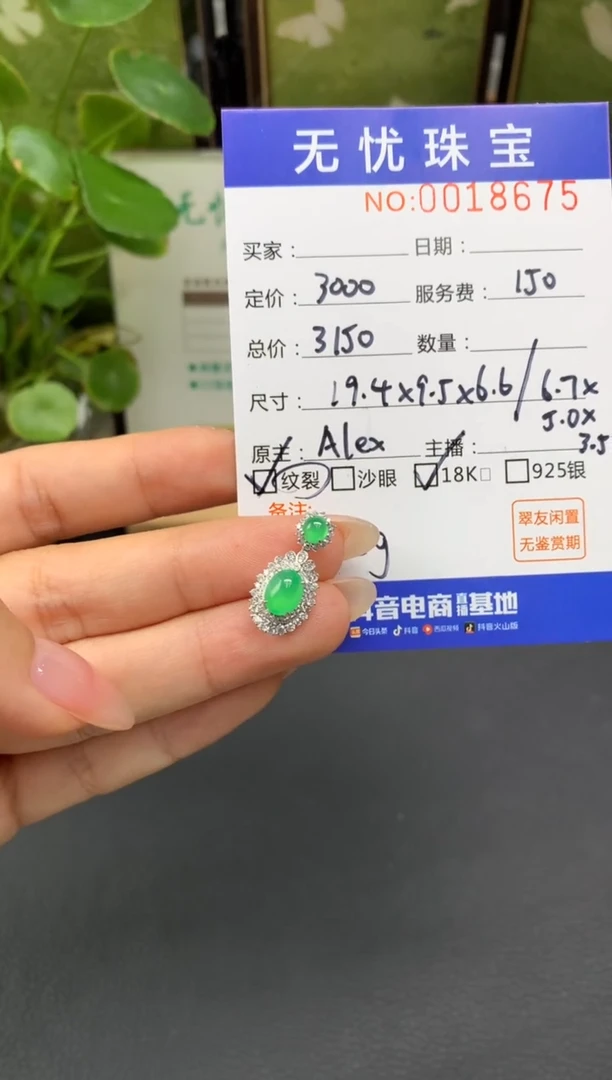 无忧珠宝
NO:0018675
买家： 日期：
定价：3000 服务费：150
总价：3150 数量：
尺寸：19.4x9.5x6.6/6.7x
5.0x
3.5
原主：Alex 主播：
纹裂 沙眼 18K 925银
备注:
翠友闲置
无鉴赏期
g
抖音电商直播基地
今日头条 抖音 西瓜视频 抖音火山版
无忧